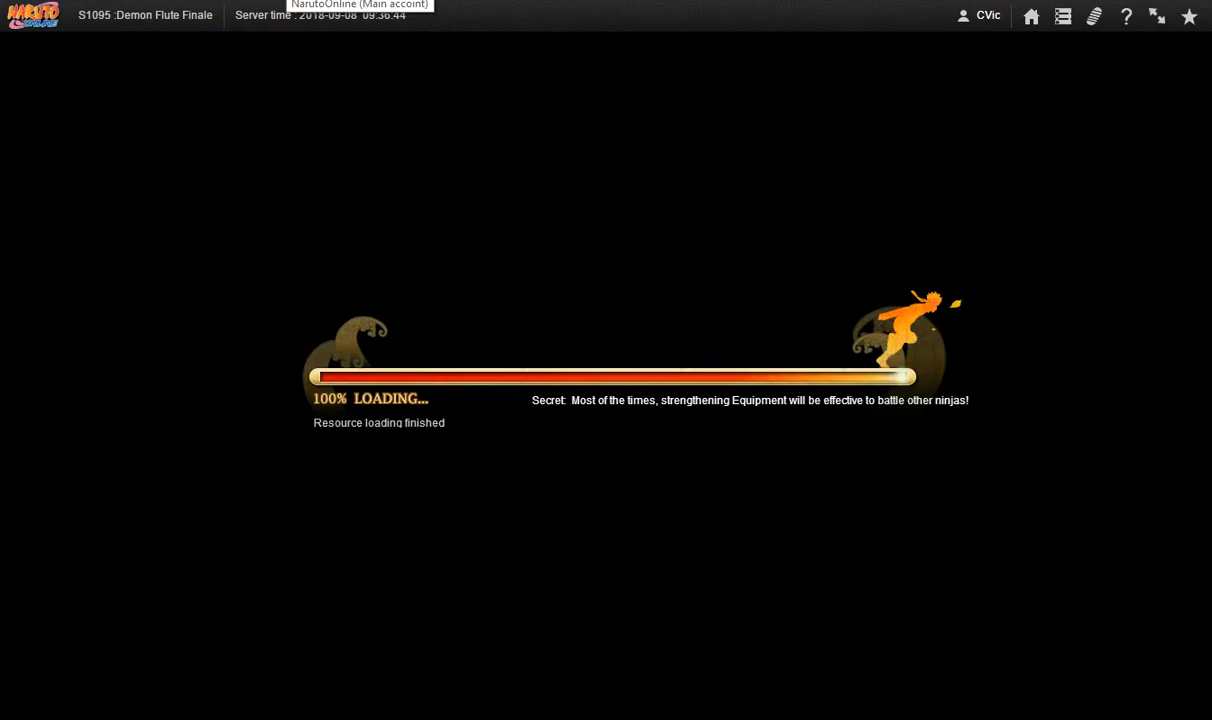 NarutoOnline (Main accoint)
NARUTO ONLINE
S1095 :Demon Flute Finale
Server time : 2018-09-08 09:36:44
CVic
100% LOADING...
Secret: Most of the times, strengthening Equipment will be effective to battle other ninjas!
Resource loading finished